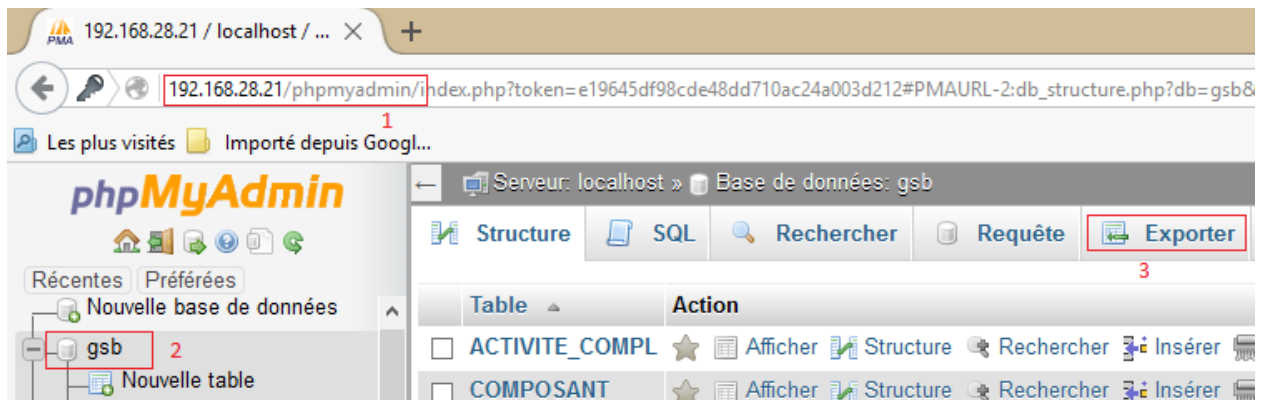 PMA 192.168.28.21 / localhost / ... × +
192.168.28.21/phpmyadmin/index.php?token=e19645df98cde48dd710ac24a003d212#PMAURL-2:db_structure.php?db=gsb&
1
Les plus visités Importé depuis Googl...
phpMyAdmin
← Serveur: localhost » Base de données: gsb
Structure SQL Rechercher Requête Exporter
3
Récentes Préférées
Nouvelle base de données
Table Action
gsb 2
ACTIVITE_COMPL Afficher Structure Rechercher Insérer
Nouvelle table
COMPOSANT Afficher Structure Rechercher Insérer